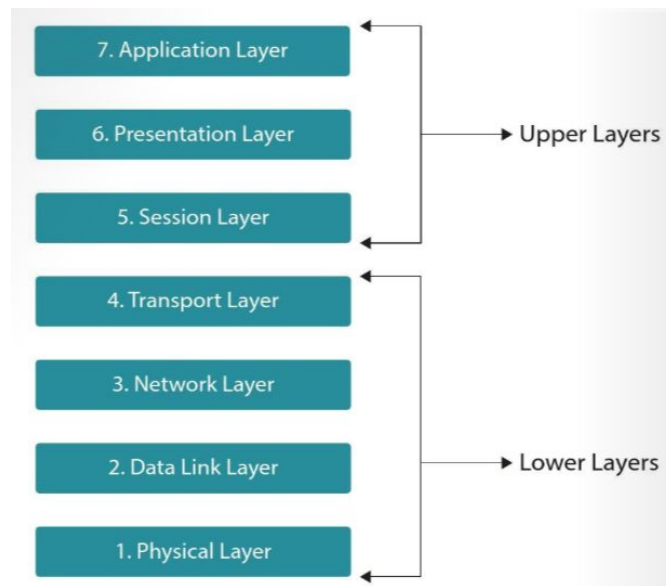 7. Application Layer
6. Presentation Layer
Upper Layers
5. Session Layer
4. Transport Layer
3. Network Layer
2. Data Link Layer
Lower Layers
1. Physical Layer